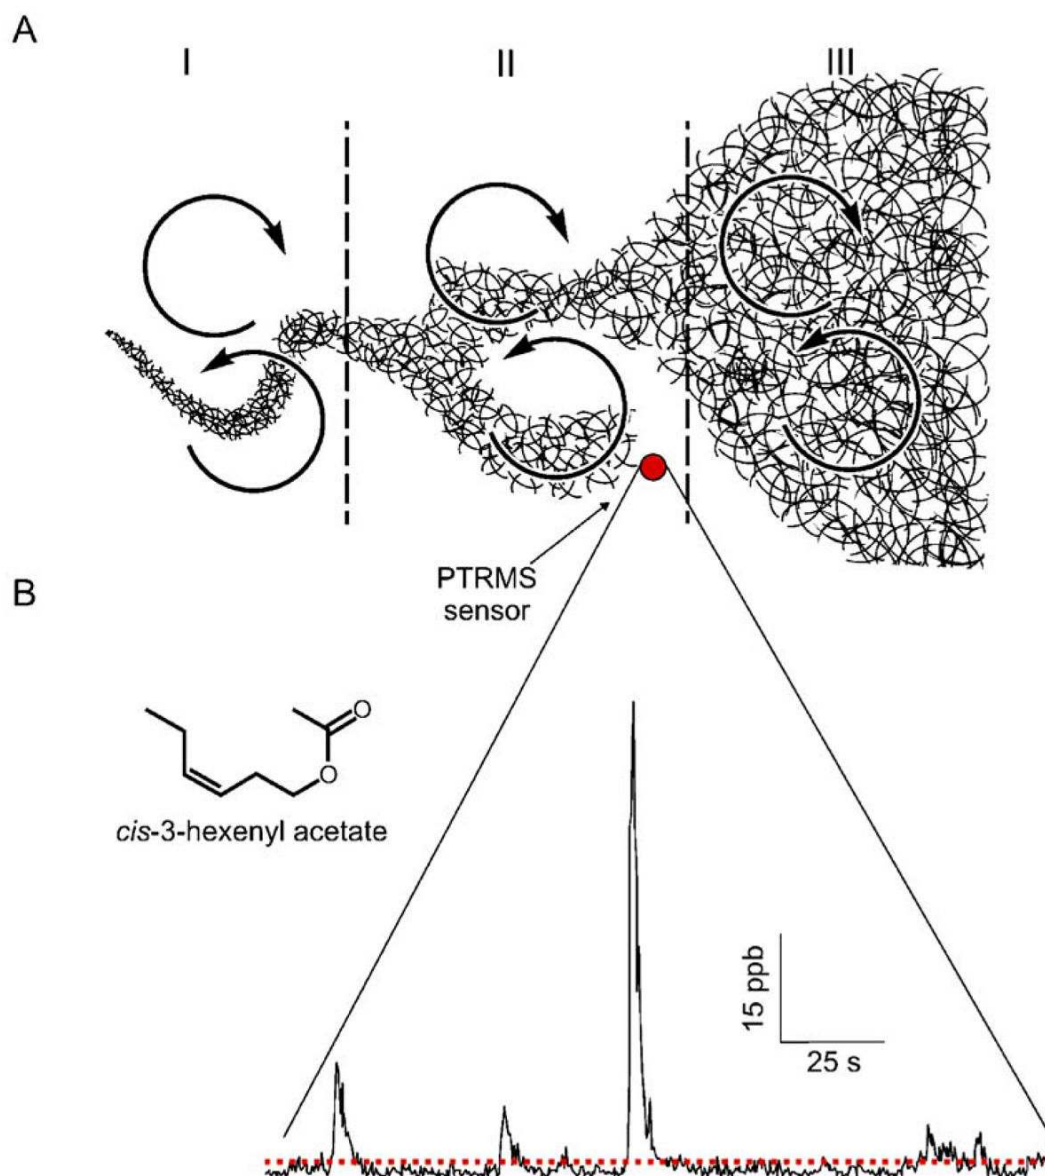 A
I II III
PTRMS
sensor
B
O
O
cis-3-hexenyl acetate
15 ppb
25 s